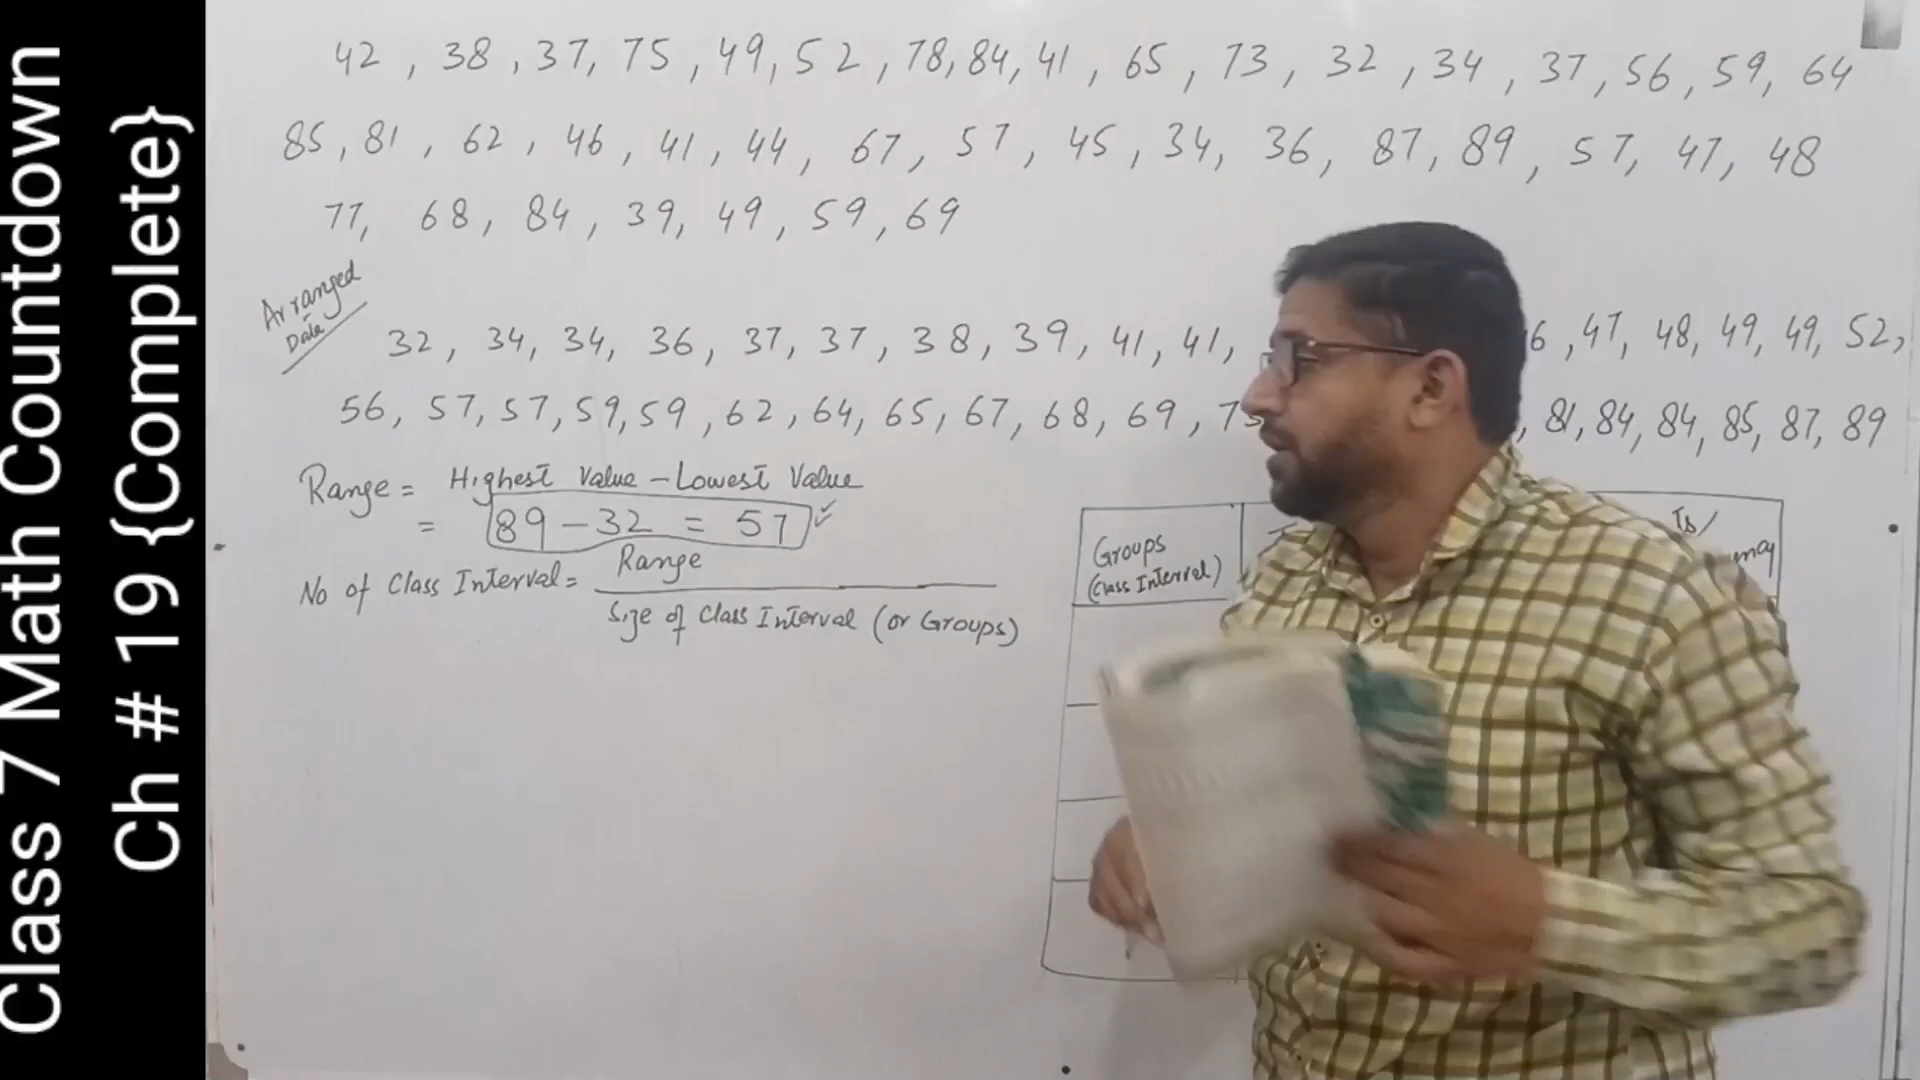 Class 7 Math Countdown
Ch # 19 {Complete}
42 , 38 , 37, 75 , 49, 52 , 78, 84, 41 , 65 , 73 , 32 , 34 , 37, 56 , 59, 64
85 , 81 , 62 , 46 , 41 , 44 , 67 , 57 , 45 , 34, 36 , 87, 89 , 57, 47, 48
77, 68 , 84 , 39, 49 , 59 , 69
Arranged
Data
32 , 34, 34, 36 , 37, 37 , 38 , 39 , 41, 41, 6 , 47, 48, 49, 49, 52,
56, 57, 57, 59, 59 , 62 , 64, 65, 67, 68 , 69 , 81, 84, 84, 85, 87, 89
Range = Highest Value - Lowest Value
= 89 - 32 = 57
No of Class Interval = Range
Size of Class Interval (or Groups)
Groups
(Class Interval)